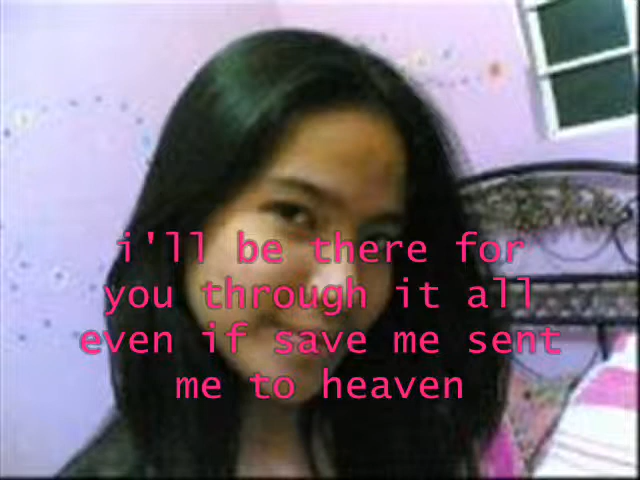 i'll be there for
you through it all
even if save me sent
me to heaven